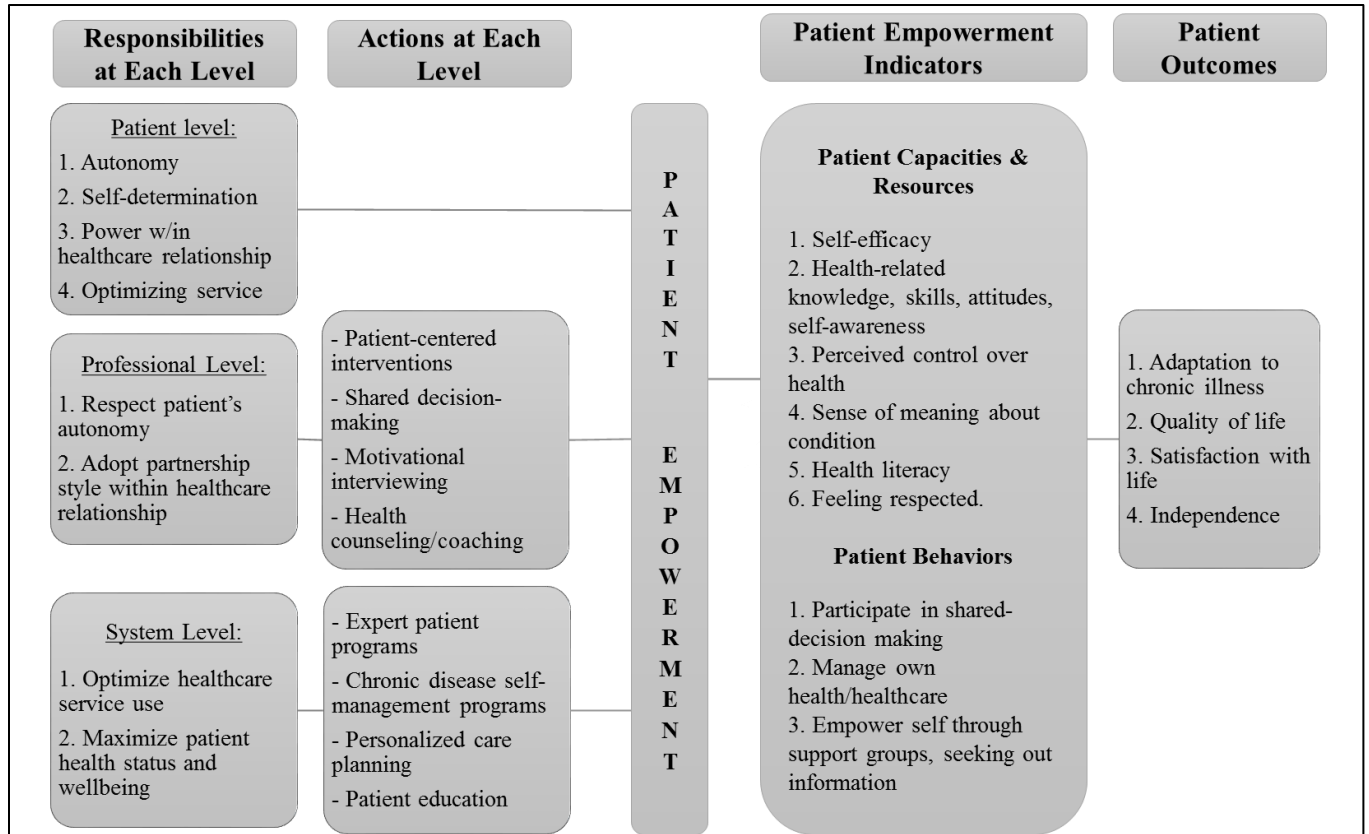 Responsibilities
at Each Level
Actions at Each
Level
Patient Empowerment
Indicators
Patient
Outcomes
Patient level:
1. Autonomy
2. Self-determination
3. Power w/in
healthcare relationship
4. Optimizing service
Professional Level:
1. Respect patient's
autonomy
2. Adopt partnership
style within healthcare
relationship
System Level:
1. Optimize healthcare
service use
2. Maximize patient
health status and
wellbeing
- Patient-centered
interventions
- Shared decision-
making
- Motivational
interviewing
- Health
counseling/coaching
- Expert patient
programs
- Chronic disease self-
management programs
- Personalized care
planning
- Patient education
PATIENT EMPOWERMENT
Patient Capacities &
Resources
1. Self-efficacy
2. Health-related
knowledge, skills, attitudes,
self-awareness
3. Perceived control over
health
4. Sense of meaning about
condition
5. Health literacy
6. Feeling respected.
Patient Behaviors
1. Participate in shared-
decision making
2. Manage own
health/healthcare
3. Empower self through
support groups, seeking out
information
1. Adaptation to
chronic illness
2. Quality of life
3. Satisfaction with
life
4. Independence